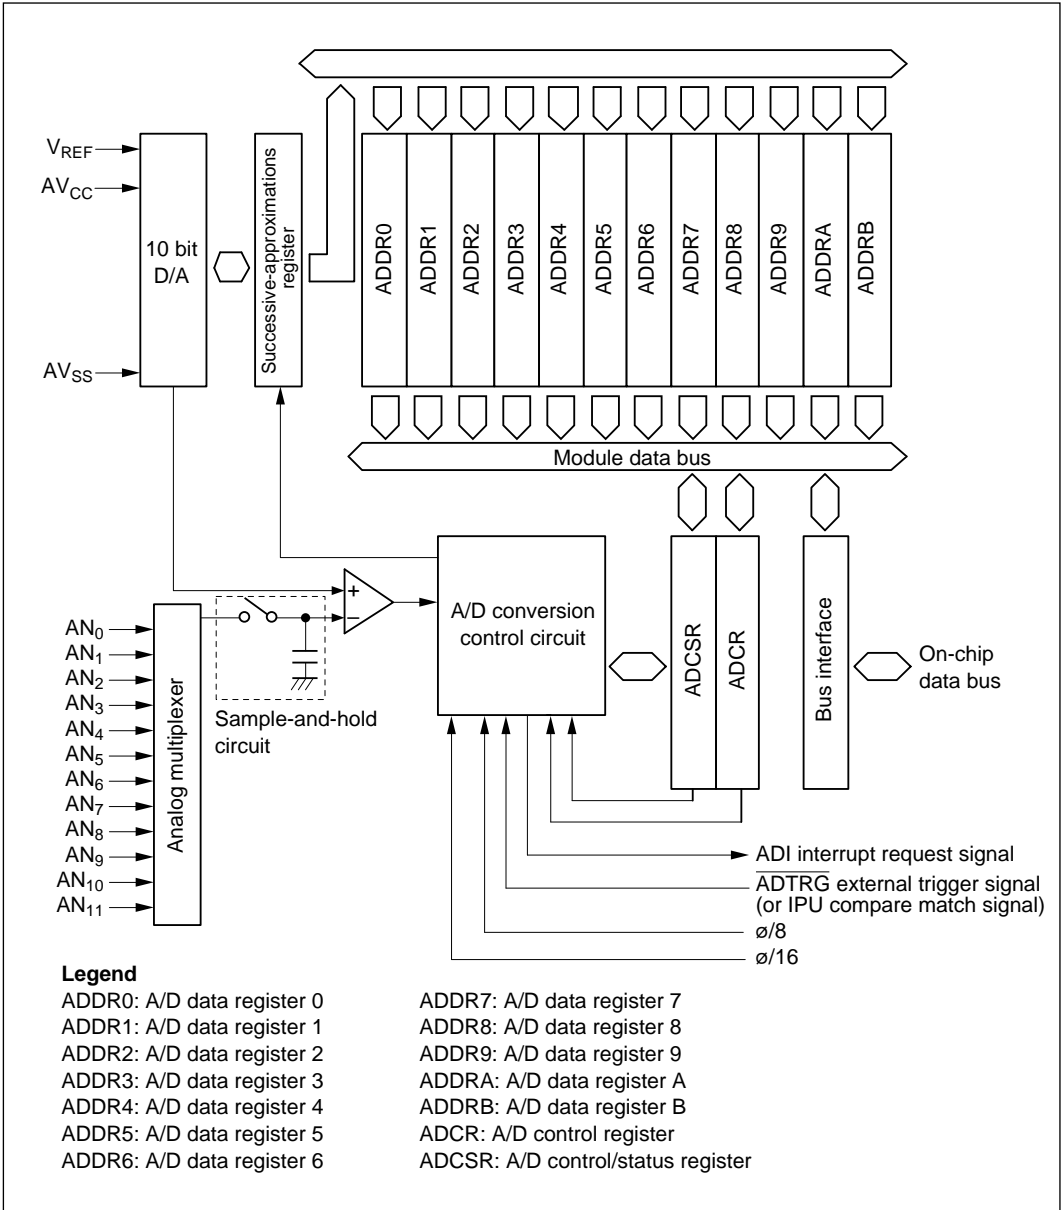 V_REF
AV_CC
AV_SS
10 bit
D/A
Successive-approximations
register
ADDR0
ADDR1
ADDR2
ADDR3
ADDR4
ADDR5
ADDR6
ADDR7
ADDR8
ADDR9
ADDRA
ADDRB
Module data bus
+
−
A/D conversion
control circuit
ADCSR
ADCR
Bus interface
On-chip
data bus
AN0
AN1
AN2
AN3
AN4
AN5
AN6
AN7
AN8
AN9
AN10
AN11
Analog multiplexer
Sample-and-hold
circuit
ADI interrupt request signal
ADTRG external trigger signal
(or IPU compare match signal)
ø/8
ø/16
Legend
ADDR0: A/D data register 0
ADDR1: A/D data register 1
ADDR2: A/D data register 2
ADDR3: A/D data register 3
ADDR4: A/D data register 4
ADDR5: A/D data register 5
ADDR6: A/D data register 6
ADDR7: A/D data register 7
ADDR8: A/D data register 8
ADDR9: A/D data register 9
ADDRA: A/D data register A
ADDRB: A/D data register B
ADCR: A/D control register
ADCSR: A/D control/status register